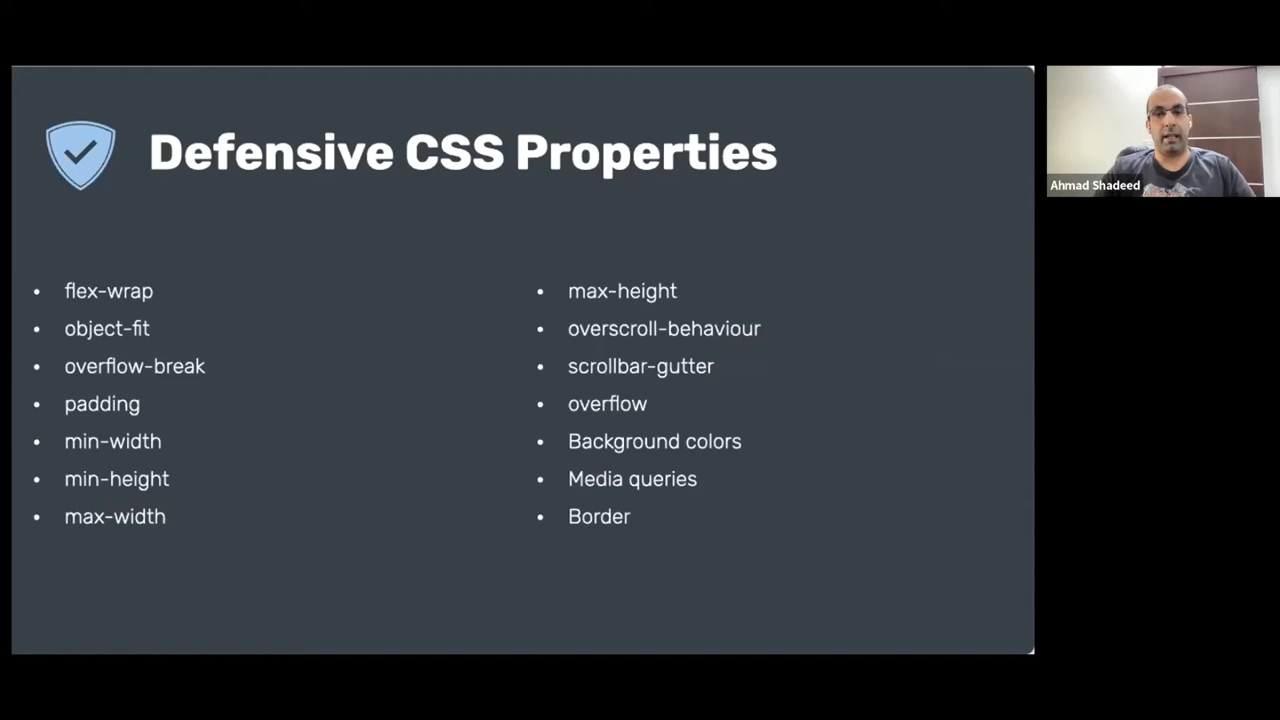 Defensive CSS Properties
flex-wrap
object-fit
overflow-break
padding
min-width
min-height
max-width
max-height
overscroll-behaviour
scrollbar-gutter
overflow
Background colors
Media queries
Border
Ahmad Shadeed